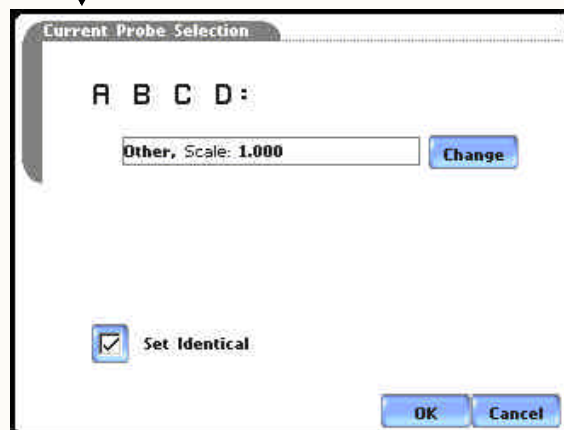 Current Probe Selection
A B C D:
Other, Scale: 1.000
Change
Set Identical
OK Cancel